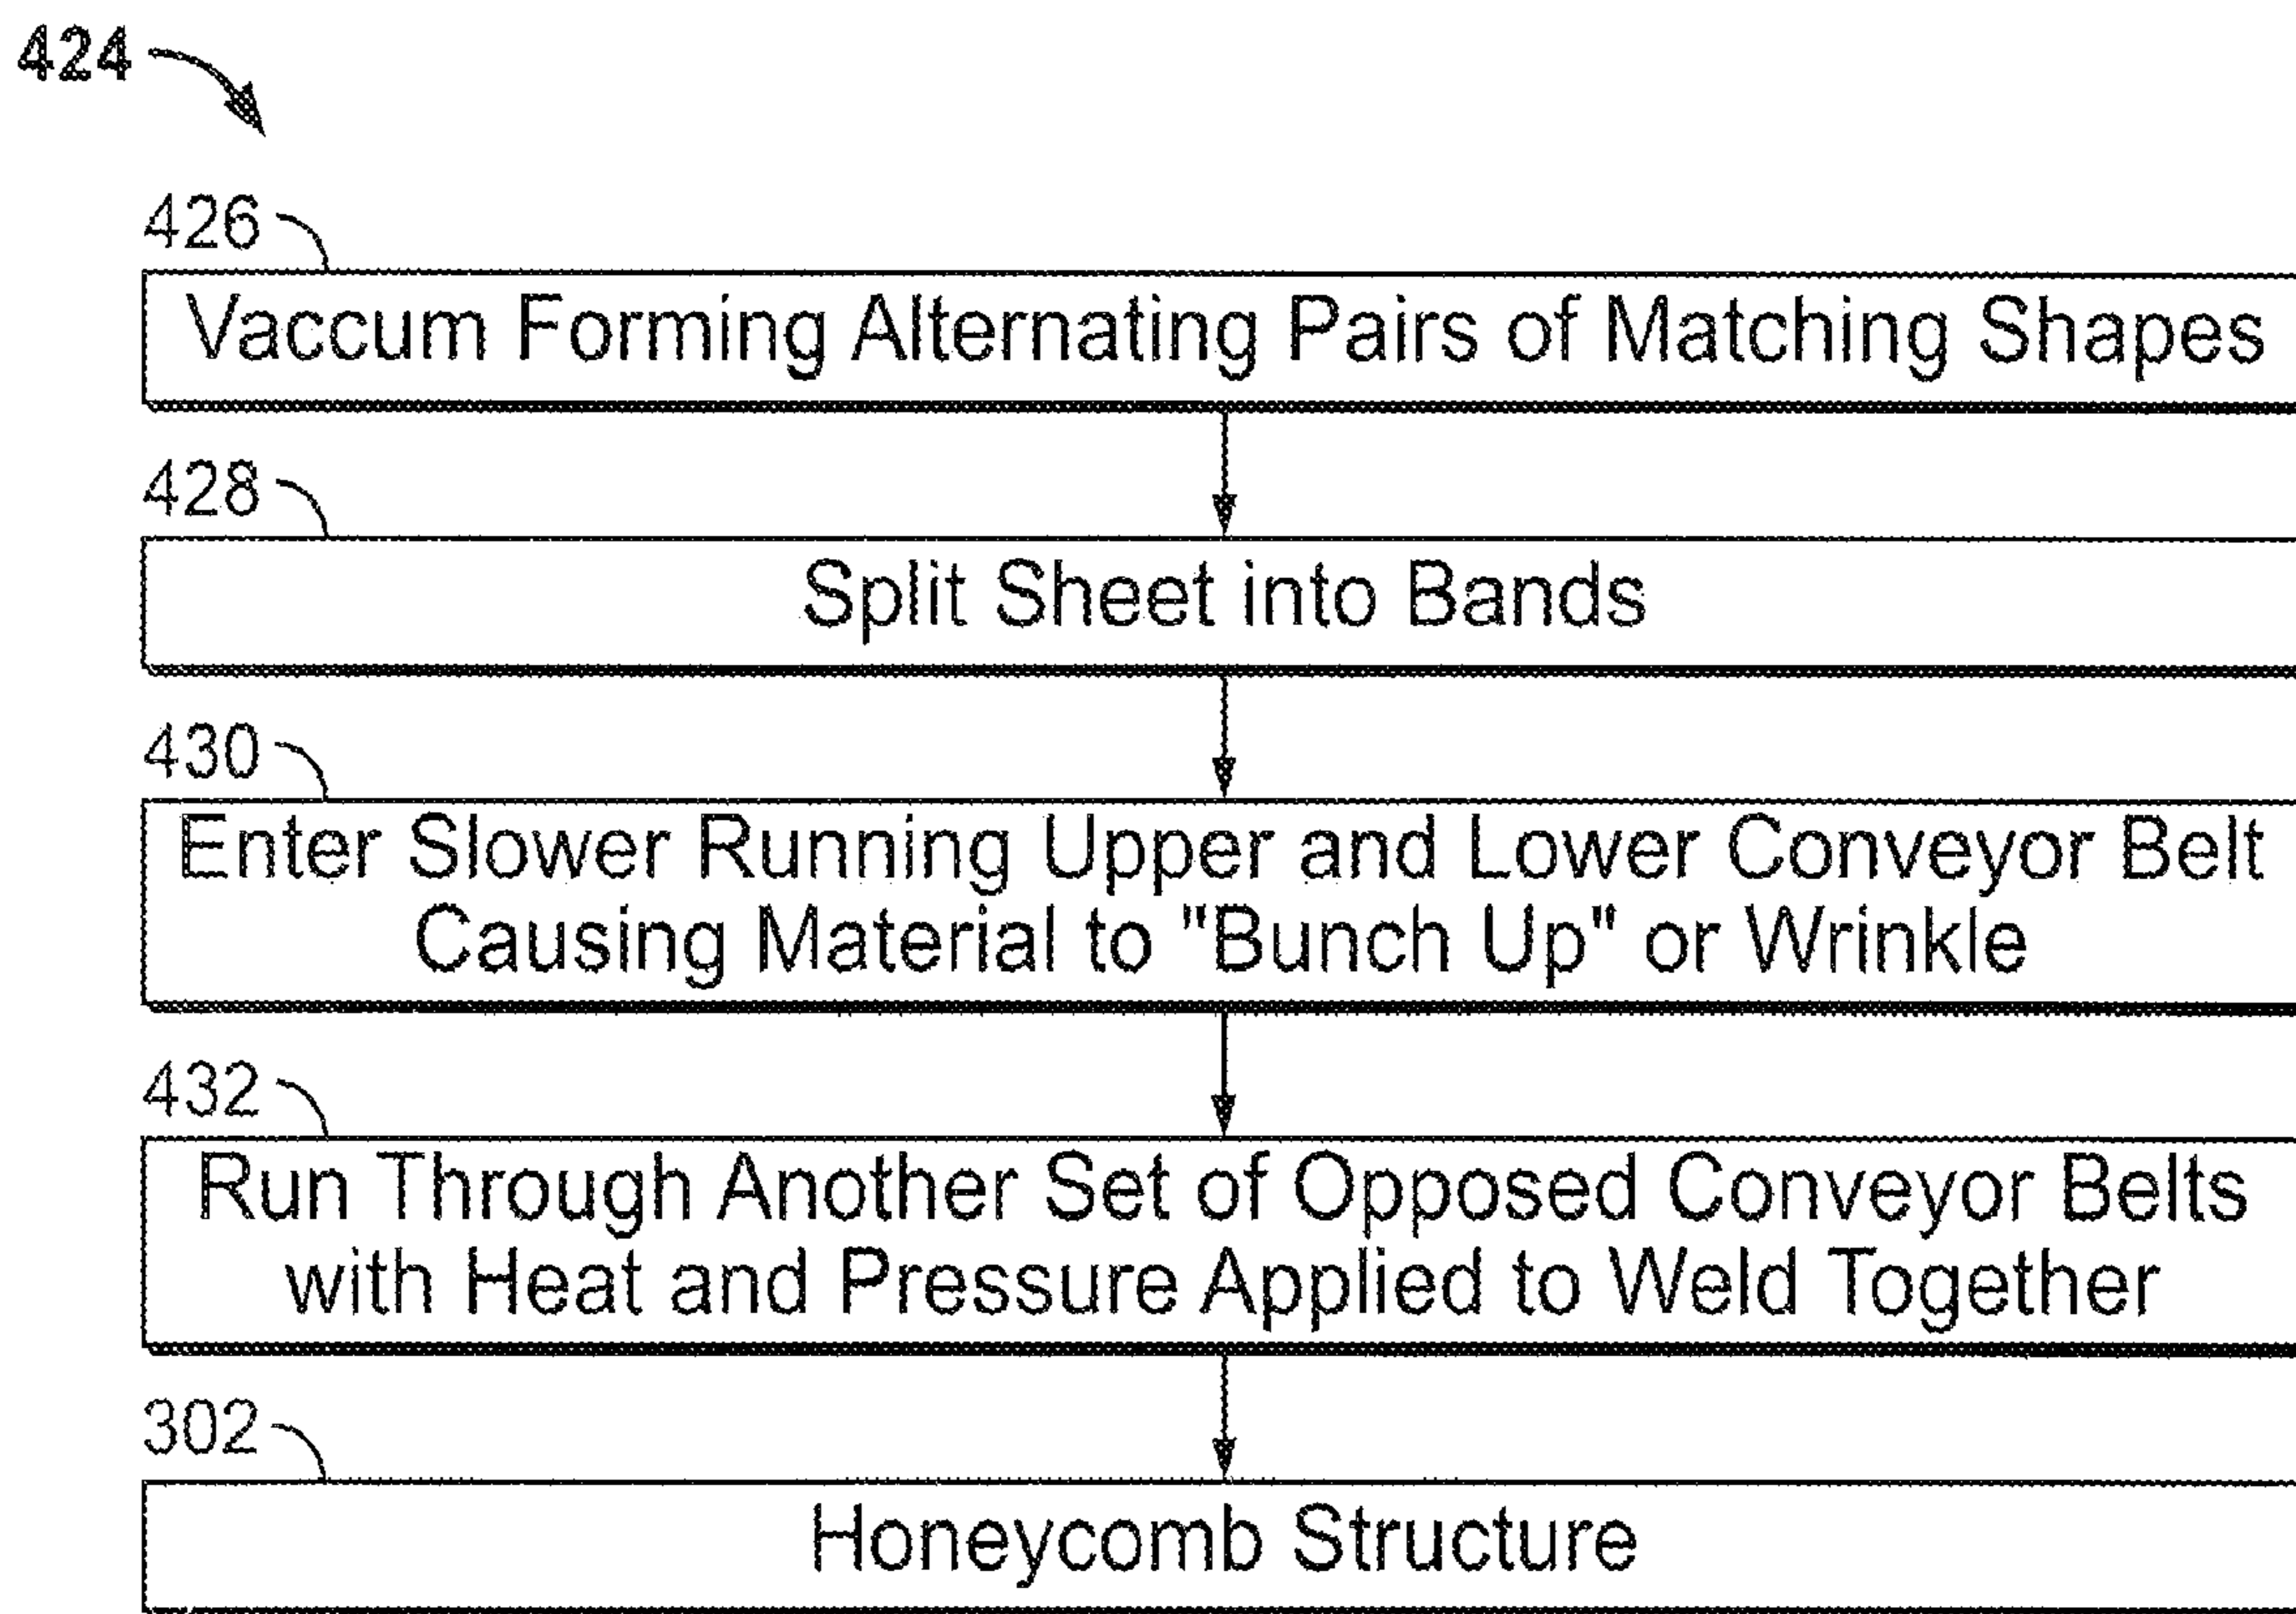 424
426
Vaccum Forming Alternating Pairs of Matching Shapes
428
Split Sheet into Bands
430
Enter Slower Running Upper and Lower Conveyor Belt
Causing Material to "Bunch Up" or Wrinkle
432
Run Through Another Set of Opposed Conveyor Belts
with Heat and Pressure Applied to Weld Together
302
Honeycomb Structure